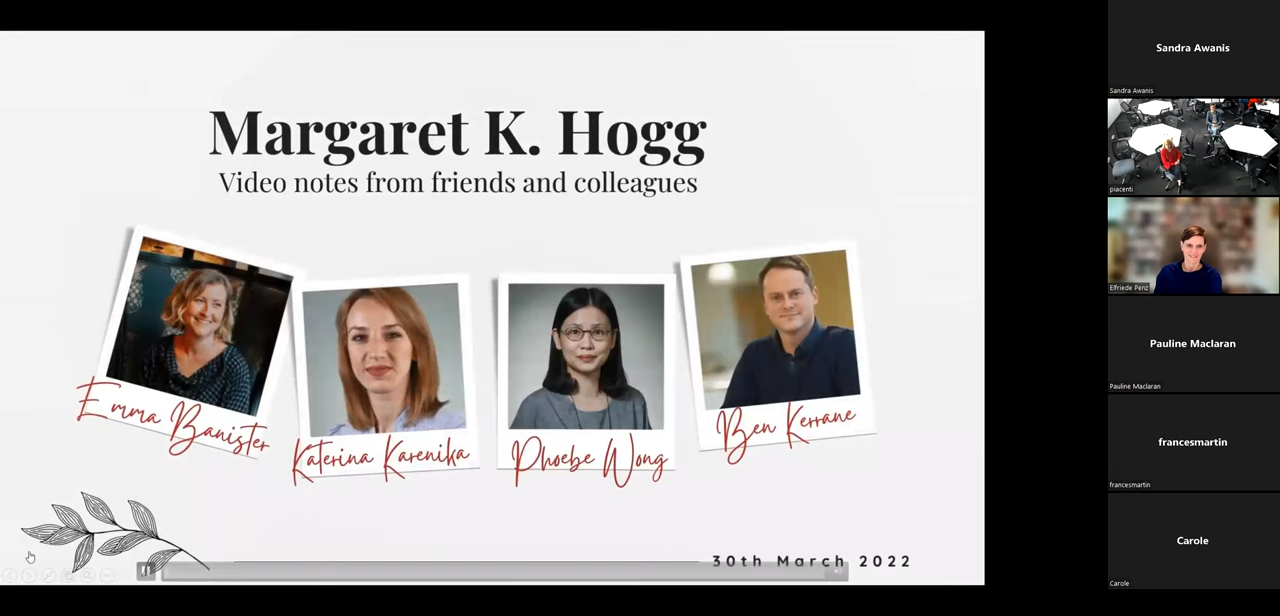 Margaret K. Hogg
Video notes from friends and colleagues
Emma Banister
Katerina Karenika
Phoebe Wong
Ben Kerrane
30th March 2022
Sandra Awanis
Sandra Awanis
piacenti
Elfriede Penz
Pauline Maclaran
Pauline Maclaran
francesmartin
francesmartin
Carole
Carole